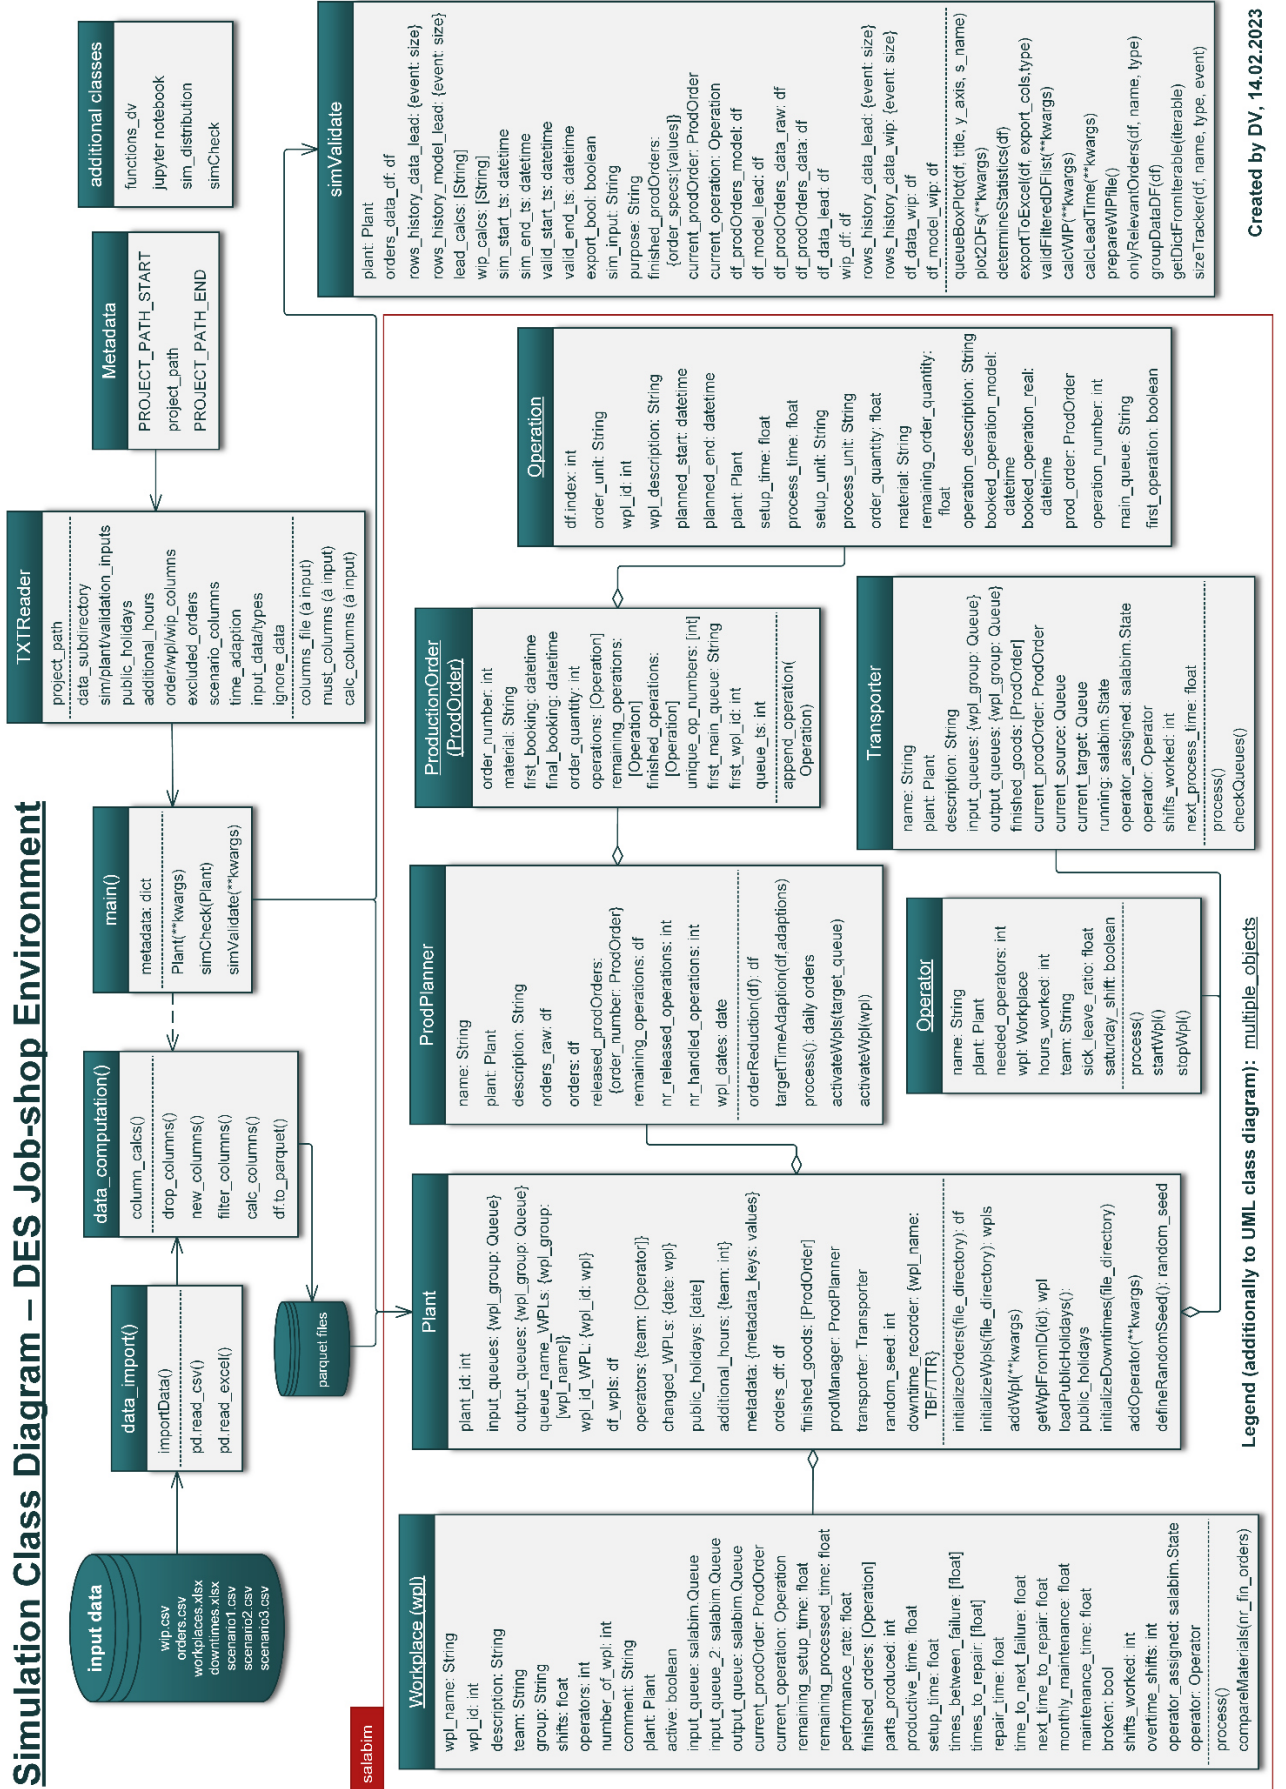 Simulation Class Diagram – DES Job-shop Environment
input data
wip.csv
orders.csv
workplaces.xlsx
downtimes.xlsx
scenario1.csv
scenario2.csv
scenario3.csv
data_import()
importData()
pd.read_csv()
pd.read_excel()
data_computation()
column_calcs()
drop_columns()
new_columns()
filter_columns()
calc_columns()
df.to_parquet()
parquet files
main()
metadata: dict
Plant(**kwargs)
simCheck(Plant)
simValidate(**kwargs)
TXTReader
project_path
data_subdirectory
sim/plant/validation_inputs
public_holidays
additional_hours
order/wpl/wip_columns
excluded_orders
scenario_columns
time_adaption
input_data/types
ignore_data
columns_file (à input)
must_columns (à input)
calc_columns (à input)
Metadata
PROJECT_PATH_START
project_path
PROJECT_PATH_END
additional classes
functions_dv
jupyter notebook
sim_distribution
simCheck
simValidate
plant: Plant
orders_data_df: df
rows_history_data_lead: {event: size}
rows_history_model_lead: {event: size}
lead_calcs: [String]
wip_calcs: [String]
sim_start_ts: datetime
sim_end_ts: datetime
valid_start_ts: datetime
valid_end_ts: datetime
export_bool: boolean
sim_input: String
purpose: String
finished_prodOrders:
{order_specs:[values]}
current_prodOrder: ProdOrder
current_operation: Operation
df_prodOrders_model: df
df_model_lead: df
df_prodOrders_data_raw: df
df_prodOrders_data: df
df_data_lead: df
wip_df: df
rows_history_data_lead: {event: size}
rows_history_data_wip: {event: size}
df_data_wip: df
df_model_wip: df
queueBoxPlot(df, title, y_axis, s_name)
plot2DFs(**kwargs)
determineStatistics(df)
exportToExcel(df, export_cols,type)
validFilteredDFlist(**kwargs)
calcWIP(**kwargs)
calcLeadTime(**kwargs)
prepareWIPfile()
onlyRelevantOrders(df, name, type)
groupDataDF(df)
getDictFromIterable(iterable)
sizeTracker(df, name, type, event)
salabim
Workplace (wpl)
wpl_name: String
wpl_id: int
description: String
team: String
group: String
shifts: float
operators: int
number_of_wpl: int
comment: String
plant: Plant
active: boolean
input_queue: salabim.Queue
input_queue_2: salabim.Queue
output_queue: salabim.Queue
current_prodOrder: ProdOrder
current_operation: Operation
remaining_setup_time: float
remaining_processed_time: float
performance_rate: float
finished_orders: [Operation]
parts_produced: int
productive_time: float
setup_time: float
times_between_failure: [float]
times_to_repair: [float]
repair_time: float
time_to_next_failure: float
next_time_to_repair: float
monthly_maintenance: float
maintenance_time: float
broken: bool
shifts_worked: int
overtime_shifts: int
operator_assigned: salabim.State
operator: Operator
process()
compareMaterials(nr_fin_orders)
Plant
plant_id: int
input_queues: {wpl_group: Queue}
output_queues: {wpl_group: Queue}
queue_name_WPLs: {wpl_group:
[wpl_name]}
wpl_id_WPL: {wpl_id: wpl}
df_wpls: df
operators: {team: [Operator]}
changed_WPLs: {date: wpl}
public_holidays: [date]
additional_hours: {team: int}
metadata: {metadata_keys: values}
orders_df: df
finished_goods: [ProdOrder]
prodManager: ProdPlanner
transporter: Transporter
random_seed: int
downtime_recorder: {wpl_name:
TBF/TTR}
initializeOrders(file_directory): df
initializeWpls(file_directory): wpls
addWpl(**kwargs)
getWplFromID(id): wpl
loadPublicHolidays():
public_holidays
initializeDowntimes(file_directory)
addOperator(**kwargs)
defineRandomSeed(): random_seed
ProdPlanner
name: String
plant: Plant
description: String
orders_raw: df
orders: df
released_prodOrders:
{order_number: ProdOrder}
remaining_operations: df
nr_released_operations: int
nr_handled_operations: int
wpl_dates: date
orderReduction(df): df
targetTimeAdaption(df,adaptions)
process(): daily orders
activateWpls(target_queue)
activateWpl(wpl)
ProductionOrder
(ProdOrder)
order_number: int
material: String
first_booking: datetime
final_booking: datetime
order_quantity: int
operations: [Operation]
remaining_operations:
[Operation]
finished_operations:
[Operation]
unique_op_numbers: [int]
first_main_queue: String
first_wpl_id: int
queue_ts: int
append_operation(
Operation)
Operation
df.index: int
order_unit: String
wpl_id: int
wpl_description: String
planned_start: datetime
planned_end: datetime
plant: Plant
setup_time: float
process_time: float
setup_unit: String
process_unit: String
order_quantity: float
material: String
remaining_order_quantity:
float
operation_description: String
booked_operation_model:
datetime
booked_operation_real:
datetime
prod_order: ProdOrder
operation_number: int
main_queue: String
first_operation: boolean
Operator
name: String
plant: Plant
needed_operators: int
wpl: Workplace
hours_worked: int
team: String
sick_leave_ratio: float
saturday_shift: boolean
process()
startWpl()
stopWpl()
Transporter
name: String
plant: Plant
description: String
input_queues: {wpl_group: Queue}
output_queues: {wpl_group: Queue}
finished_goods: [ProdOrder]
current_prodOrder: ProdOrder
current_source: Queue
current_target: Queue
running: salabim.State
operator_assigned: salabim.State
operator: Operator
shifts_worked: int
next_process_time: float
process()
checkQueues()
Legend (additionally to UML class diagram): multiple_objects
Created by DV, 14.02.2023